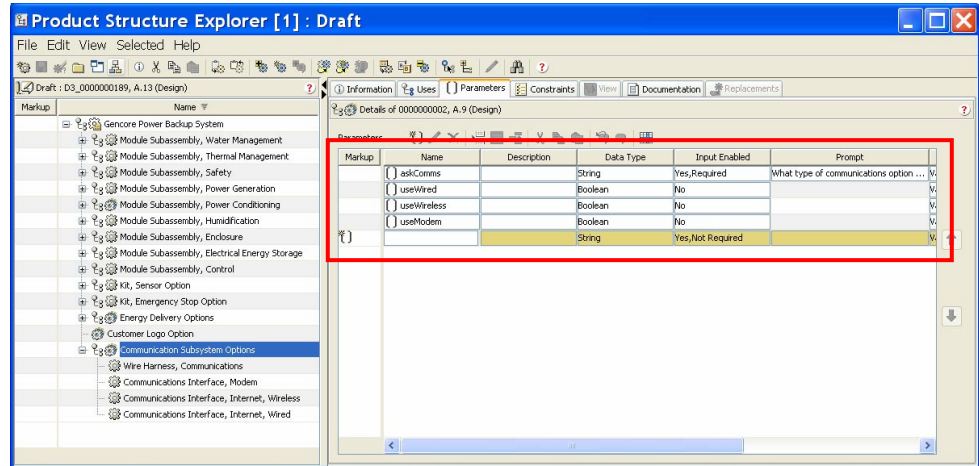 Product Structure Explorer [1] : Draft
File Edit View Selected Help
Draft : D3_0000000189, A.13 (Design)
Markup Name
Gencore Power Backup System
Module Subassembly, Water Management
Module Subassembly, Thermal Management
Module Subassembly, Safety
Module Subassembly, Power Generation
Module Subassembly, Power Conditioning
Module Subassembly, Humidification
Module Subassembly, Enclosure
Module Subassembly, Electrical Energy Storage
Module Subassembly, Control
Kit, Sensor Option
Kit, Emergency Stop Option
Energy Delivery Options
Customer Logo Option
Communication Subsystem Options
Wire Harness, Communications
Communications Interface, Modem
Communications Interface, Internet, Wireless
Communications Interface, Internet, Wired
Information Uses Parameters Constraints View Documentation Replacements
Details of 0000000002, A.9 (Design)
Parameters
Markup Name Description Data Type Input Enabled Prompt
askComms String Yes,Required What type of communications option ...
useWired Boolean No
useWireless Boolean No
useModem Boolean No
String Yes,Not Required